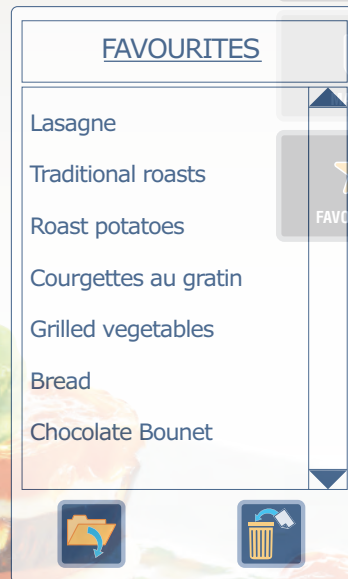 FAVOURITES
Lasagne
Traditional roasts
Roast potatoes
Courgettes au gratin
Grilled vegetables
Bread
Chocolate Bounet